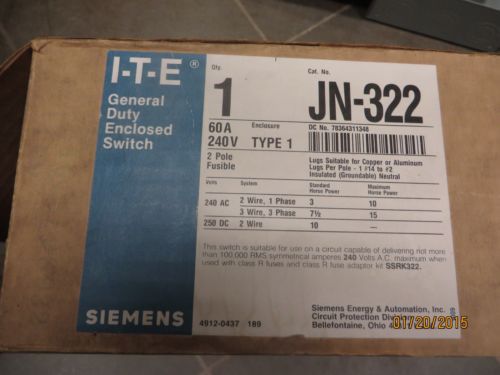 I-T-E ®
General
Duty
Enclosed
Switch
SIEMENS
Qty.
1
Cat. No.
JN-322
60A
240V
2 Pole
Fusible
Enclosure
TYPE 1
DC No. 78364311348
Lugs Suitable for Copper or Aluminum
Lugs Per Pole - 1 #14 to #2
Insulated (Groundable) Neutral
Volts System Standard Horse Power Maximum Horse Power
240 AC 2 Wire, 1 Phase 3 10
3 Wire, 3 Phase 7½ 15
250 DC 2 Wire 10 —
This switch is suitable for use on a circuit capable of delivering not more
than 100,000 RMS symmetrical amperes 240 Volts A.C. maximum when
used with class R fuses and class R fuse adaptor kit SSRK322.
4912-0437 189
Siemens Energy & Automation, Inc.
Circuit Protection
Bellefontaine, Ohio
01/20/2015